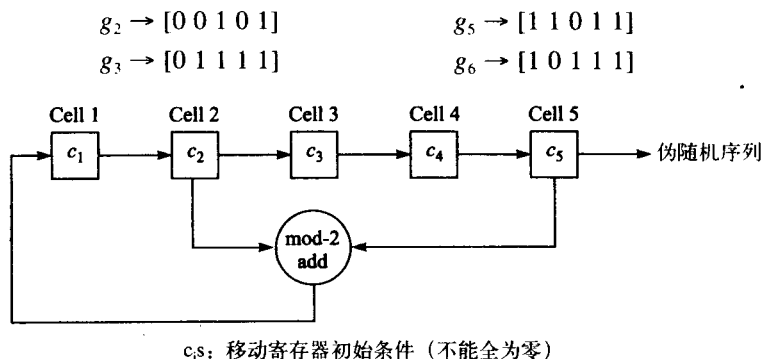 g₂ → [0 0 1 0 1] g₅ → [1 1 0 1 1]
g₃ → [0 1 1 1 1] g₆ → [1 0 1 1 1]
Cell 1 Cell 2 Cell 3 Cell 4 Cell 5
c₁ c₂ c₃ c₄ c₅ 伪随机序列
mod-2
add
cᵢs：移动寄存器初始条件（不能全为零）